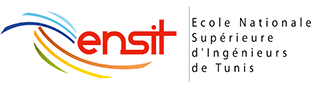 ensit
Ecole Nationale
Supérieure
d'Ingénieurs
de Tunis